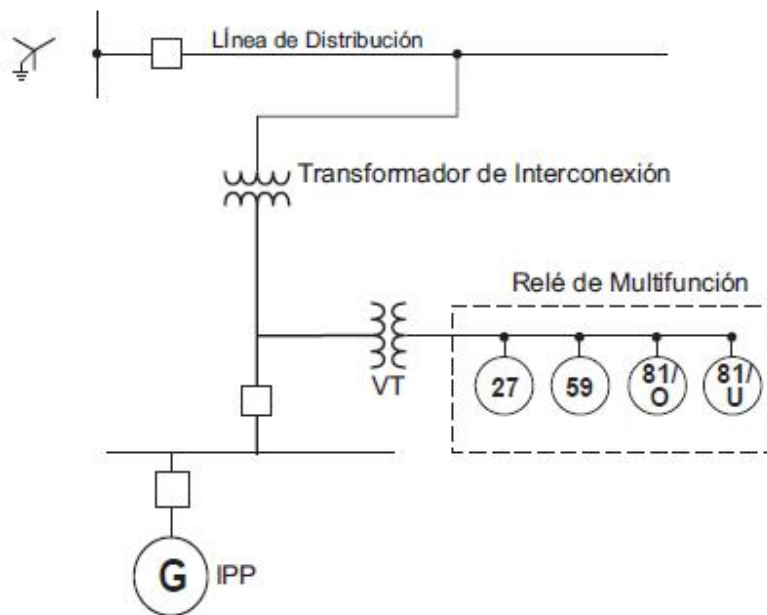 LÍnea de Distribución
Transformador de Interconexión
Relé de Multifunción
VT
27
59
81/
O
81/
U
G
IPP